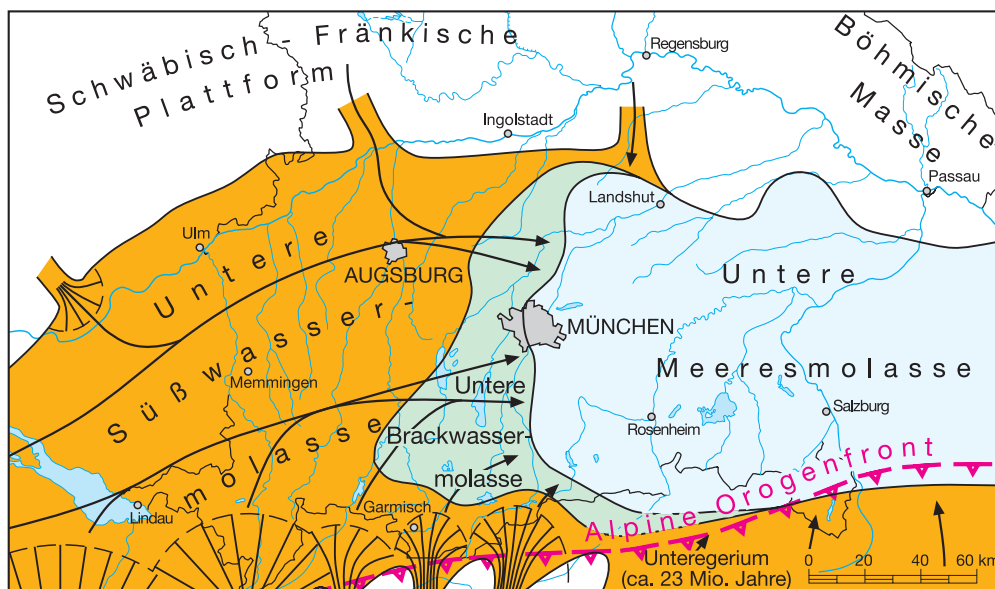 Schwäbisch - Fränkische
Plattform
Böhmische
Masse
Regensburg
Ingolstadt
Passau
Landshut
Ulm
AUGSBURG
Untere
Süßwasser-
molasse
Untere
Meeresmolasse
MÜNCHEN
Memmingen
Untere
Brackwasser-
molasse
Rosenheim
Salzburg
Lindau
Garmisch
Alpine Orogenfront
Unteregerium
(ca. 23 Mio. Jahre)
0 20 40 60 km